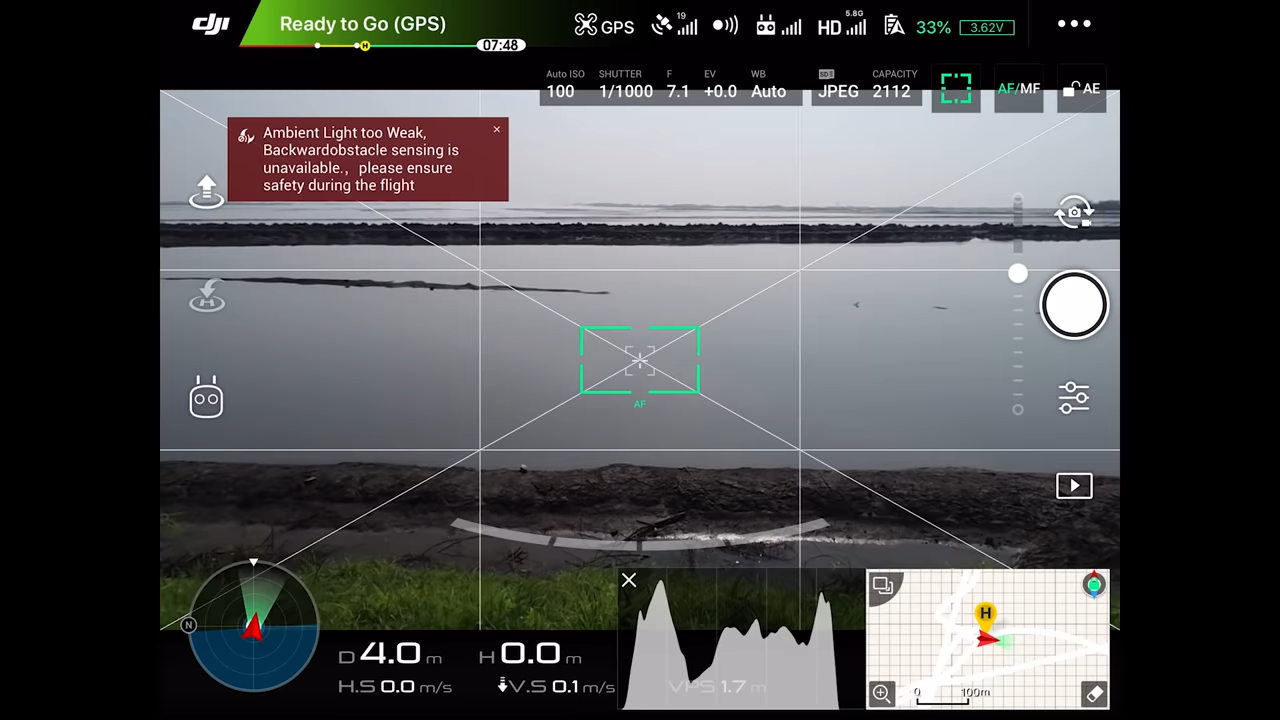 dji
Ready to Go (GPS)
GPS
19
HD
5.8G
33%
3.62V
H
07:48
Auto ISO
100
SHUTTER
1/1000
F
7.1
EV
+0.0
WB
Auto
SD
JPEG
CAPACITY
2112
AF/MF
AE
Ambient Light too Weak,
Backwardobstacle sensing is
unavailable.，please ensure
safety during the flight
H
AF
N
D 4.0 m
H 0.0 m
H.S 0.0 m/s
V.S 0.1 m/s
VPS 1.7 m
H
0 100m